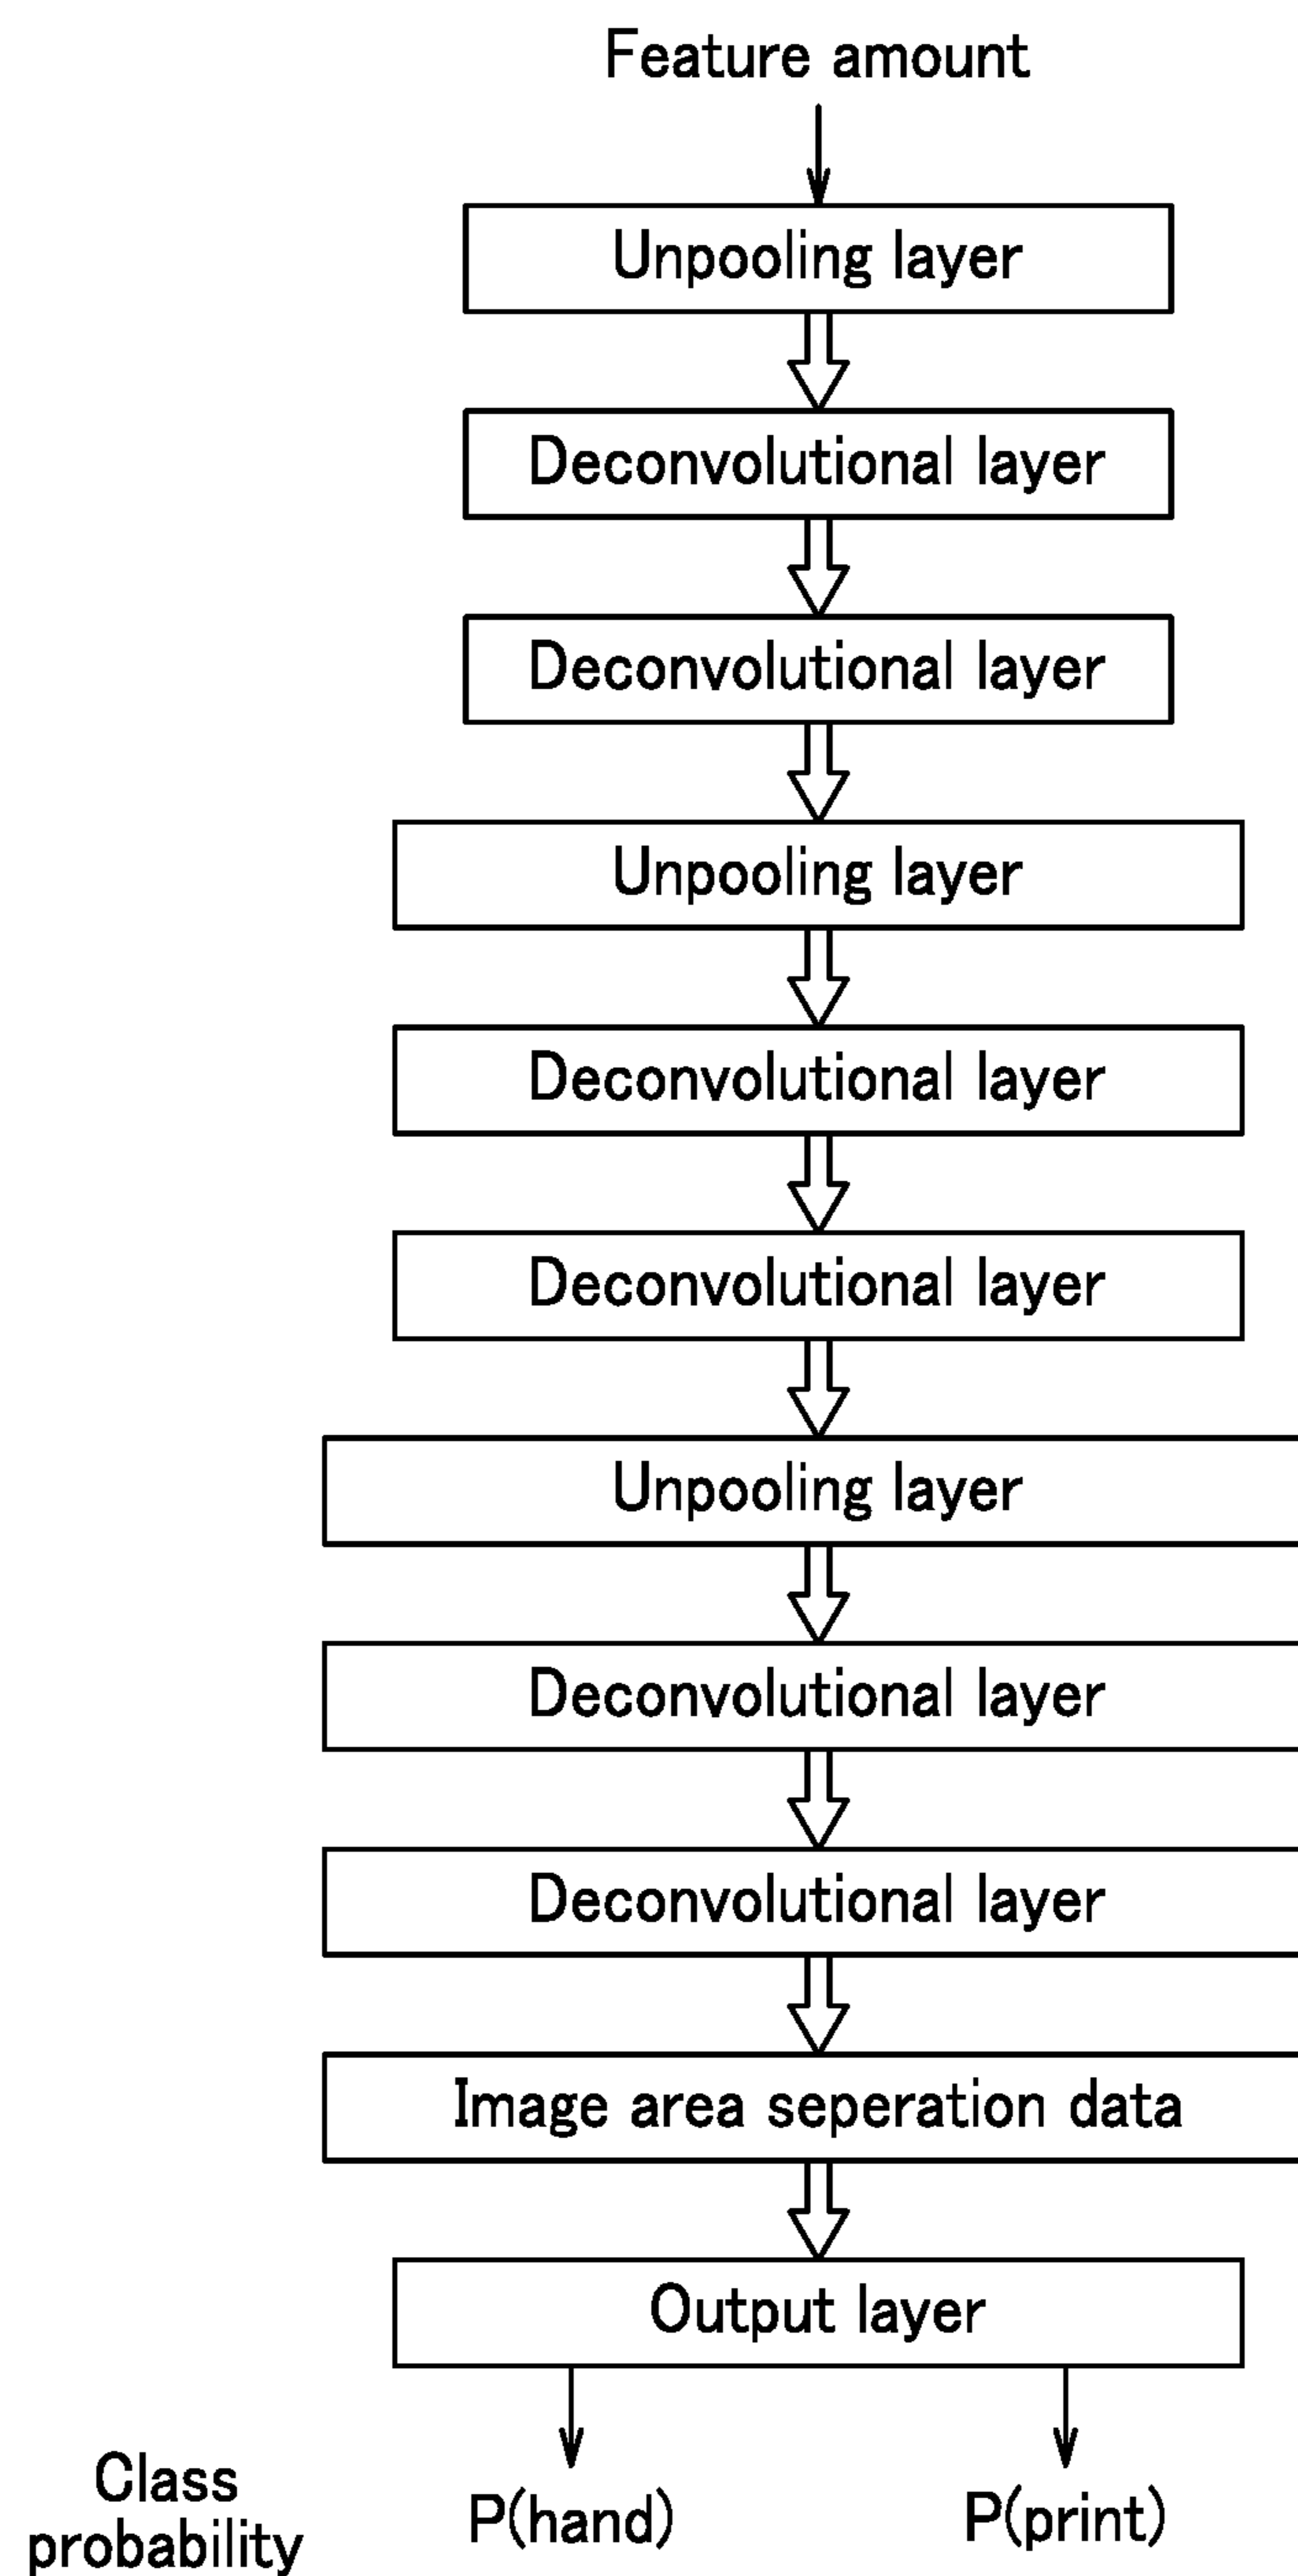 Feature amount
Unpooling layer
Deconvolutional layer
Deconvolutional layer
Unpooling layer
Deconvolutional layer
Deconvolutional layer
Unpooling layer
Deconvolutional layer
Deconvolutional layer
Image area seperation data
Output layer
Class
probability
P(hand)
P(print)